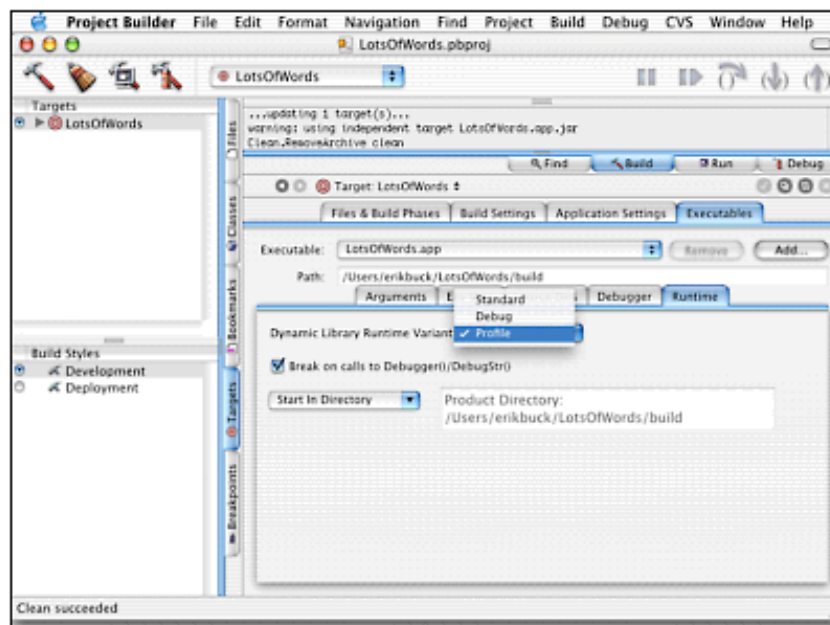 Project Builder File Edit Format Navigation Find Project Build Debug CVS Window Help
LotsOfWords.pbproj
LotsOfWords
Targets
LotsOfWords
...updating 1 target(s)...
warning: using independent target LotsOfWords.app.jar
Clean.RemoveArchive clean
Find Build Run Debug
Target: LotsOfWords
Files & Build Phases Build Settings Application Settings Executables
Executable: LotsOfWords.app Remove Add...
Path: /Users/erikbuck/LotsOfWords/build
Arguments Debugger Runtime
Standard
Debug
Dynamic Library Runtime Variant Profile
Break on calls to Debugger()/DebugStr()
Start In Directory Product Directory:
/Users/erikbuck/LotsOfWords/build
Files
Classes
Bookmarks
Targets
Breakpoints
Build Styles
Development
Deployment
Clean succeeded